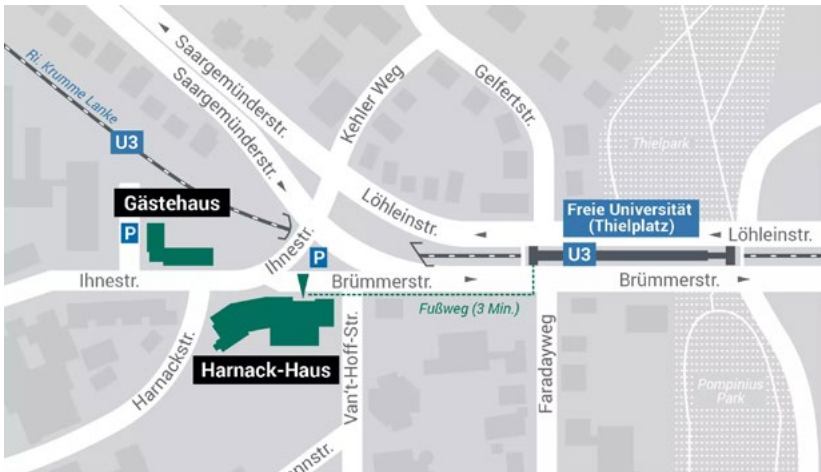 Ri. Krumme Lanke
U3
Saargemünderstr.
Saargemünderstr.
Kehler Weg
Gelfertstr.
Thielpark
Gästehaus
P
Löhleinstr.
Freie Universität
(Thielplatz)
U3
Löhleinstr.
Ihnestr.
P
Ihnestr.
Brümmerstr.
Brümmerstr.
Fußweg (3 Min.)
Harnack-Haus
Harnackstr.
Van't-Hoff-Str.
Faradayweg
Pompinius
Park
nnstr.